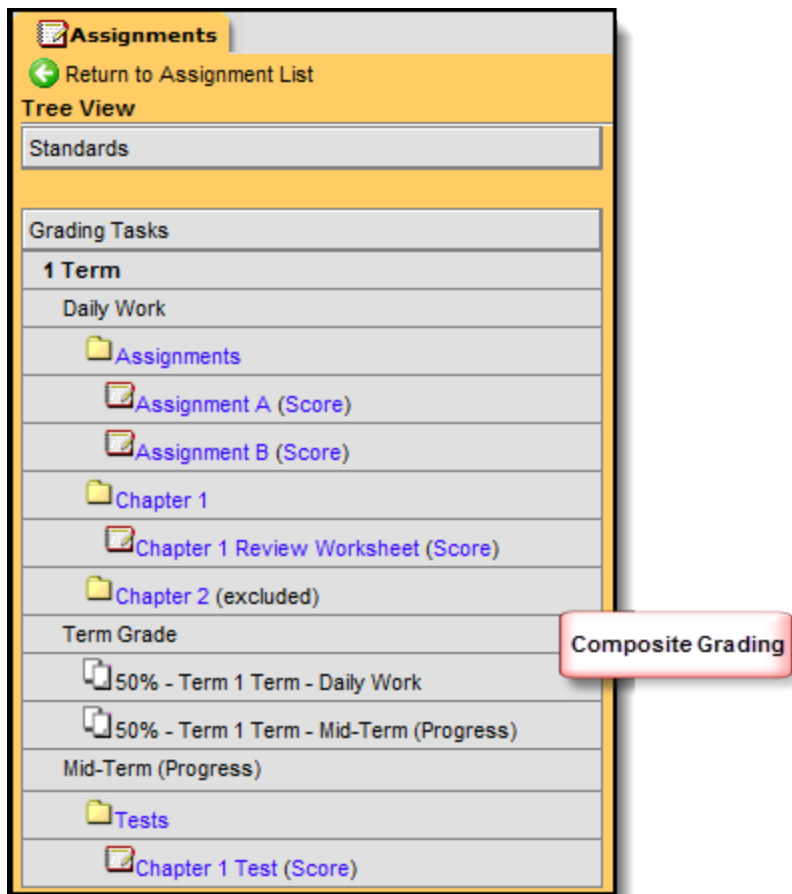 Assignments
Return to Assignment List
Tree View
Standards
Grading Tasks
1 Term
Daily Work
Assignments
Assignment A (Score)
Assignment B (Score)
Chapter 1
Chapter 1 Review Worksheet (Score)
Chapter 2 (excluded)
Term Grade
Composite Grading
50% - Term 1 Term - Daily Work
50% - Term 1 Term - Mid-Term (Progress)
Mid-Term (Progress)
Tests
Chapter 1 Test (Score)